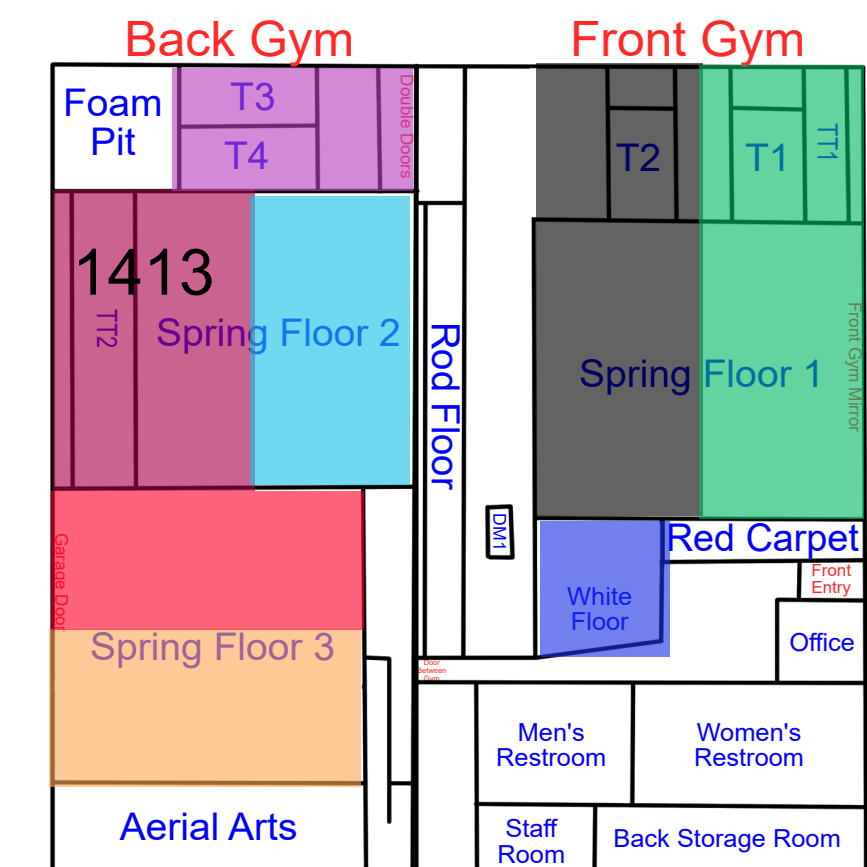 Back Gym
Front Gym
Foam
Pit
T3
T4
Double Doors
T2
T1
TT1
1413
TT2
Spring Floor 2
Rod Floor
Spring Floor 1
Front Gym Mirror
DM1
Red Carpet
Garage Door
White
Floor
Front
Entry
Spring Floor 3
Office
Door
Between
Gym
Men's
Restroom
Women's
Restroom
Aerial Arts
Staff
Room
Back Storage Room